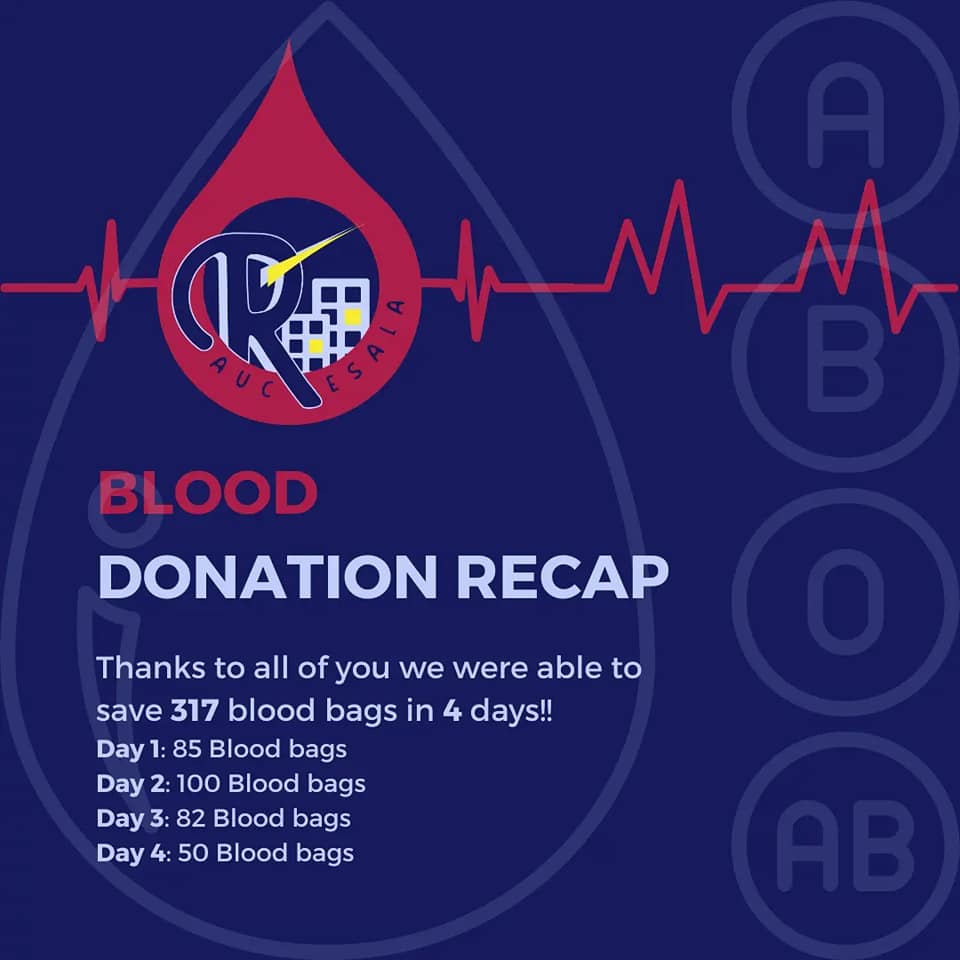 A
B
O
AB
R
AUC RESALA
BLOOD
DONATION RECAP
Thanks to all of you we were able to
save 317 blood bags in 4 days!!
Day 1: 85 Blood bags
Day 2: 100 Blood bags
Day 3: 82 Blood bags
Day 4: 50 Blood bags